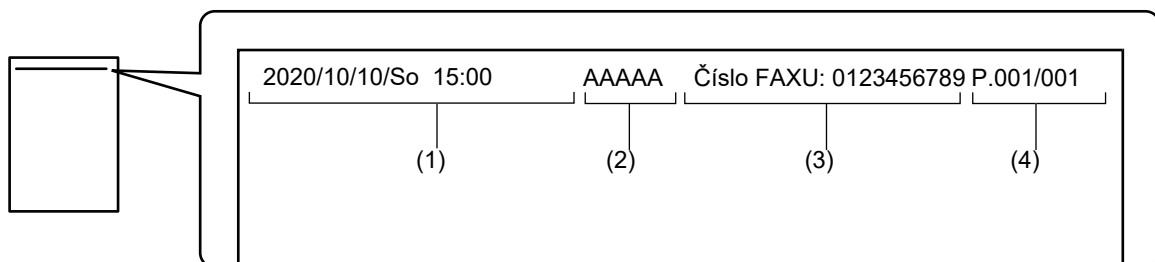 2020/10/10/So 15:00 AAAAA Číslo FAXU: 0123456789 P.001/001
(1) (2) (3) (4)